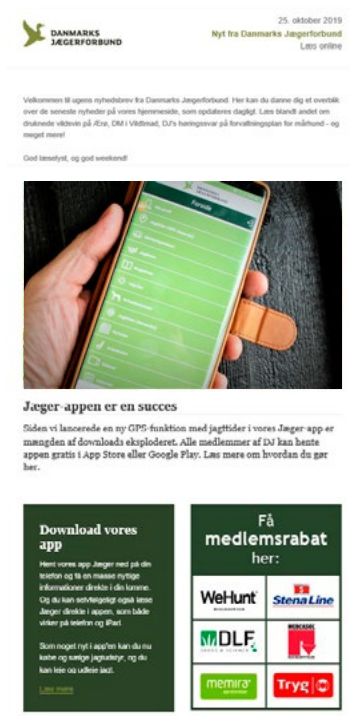 DANMARKS
JÆGERFORBUND
25. oktober 2019
Nyt fra Danmarks Jægerforbund
Læs online
Velkommen til ugens nyhedsbrev fra Danmarks Jægerforbund. Her kan du danne dig et overblik
over de seneste nyheder på vores hjemmeside, som opdateres dagligt. Læs blandt andet om
druknede vildsvin på Ærø, DM i Vildtmad, DJ's høringssvar på forvaltningsplan for mårhund - og
meget mere!
God læselyst, og god weekend!
Forside
Jæger-appen er en succes
Siden vi lancerede en ny GPS-funktion med jagttider i vores Jæger-app er
mængden af downloads eksploderet. Alle medlemmer af DJ kan hente
appen gratis i App Store eller Google Play. Læs mere om hvordan du gør
her.
Download vores
app
Hent vores app Jæger ned på din
telefon og få en masse nyttige
informationer direkte i din lomme.
Og du kan selvfølgeligt også læse
Jæger direkte i appen, som både
virker på telefon og iPad.
Som noget nyt i app'en kan du nu
købe og sælge jagtudstyr, og du
kan leje og udleje jagt.
Læs mere
Få
medlemsrabat
her:
WeHunt
StenaLine
DLF
memira
Tryg